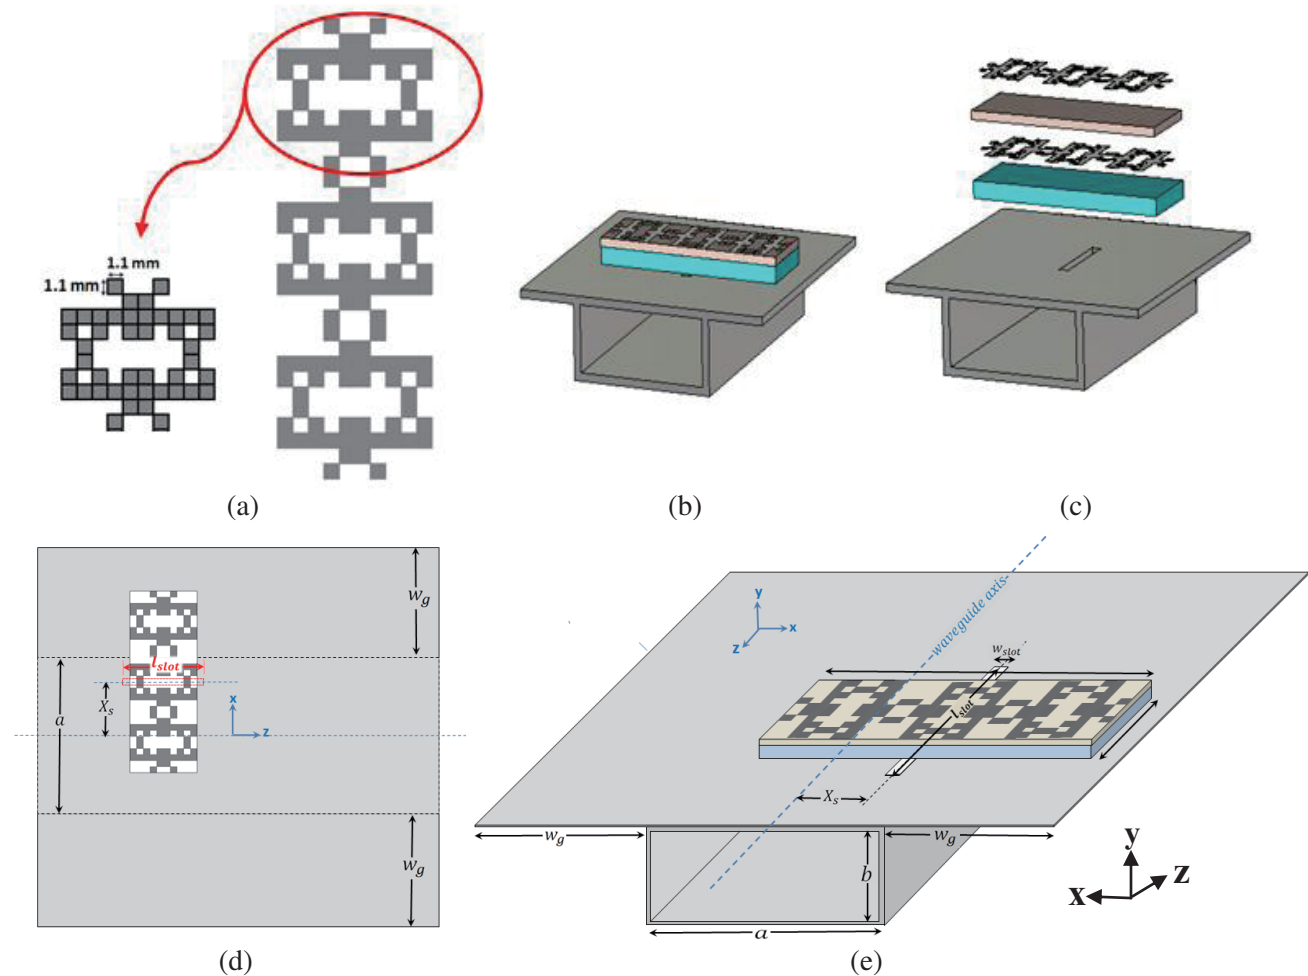 1.1 mm
1.1 mm
(a)
(b)
(c)
w_g
l_slot
X_s
a
x
z
w_g
(d)
waveguide axis
y
x
z
w_slot
l_slot
X_s
w_g
w_g
b
a
y
z
x
(e)